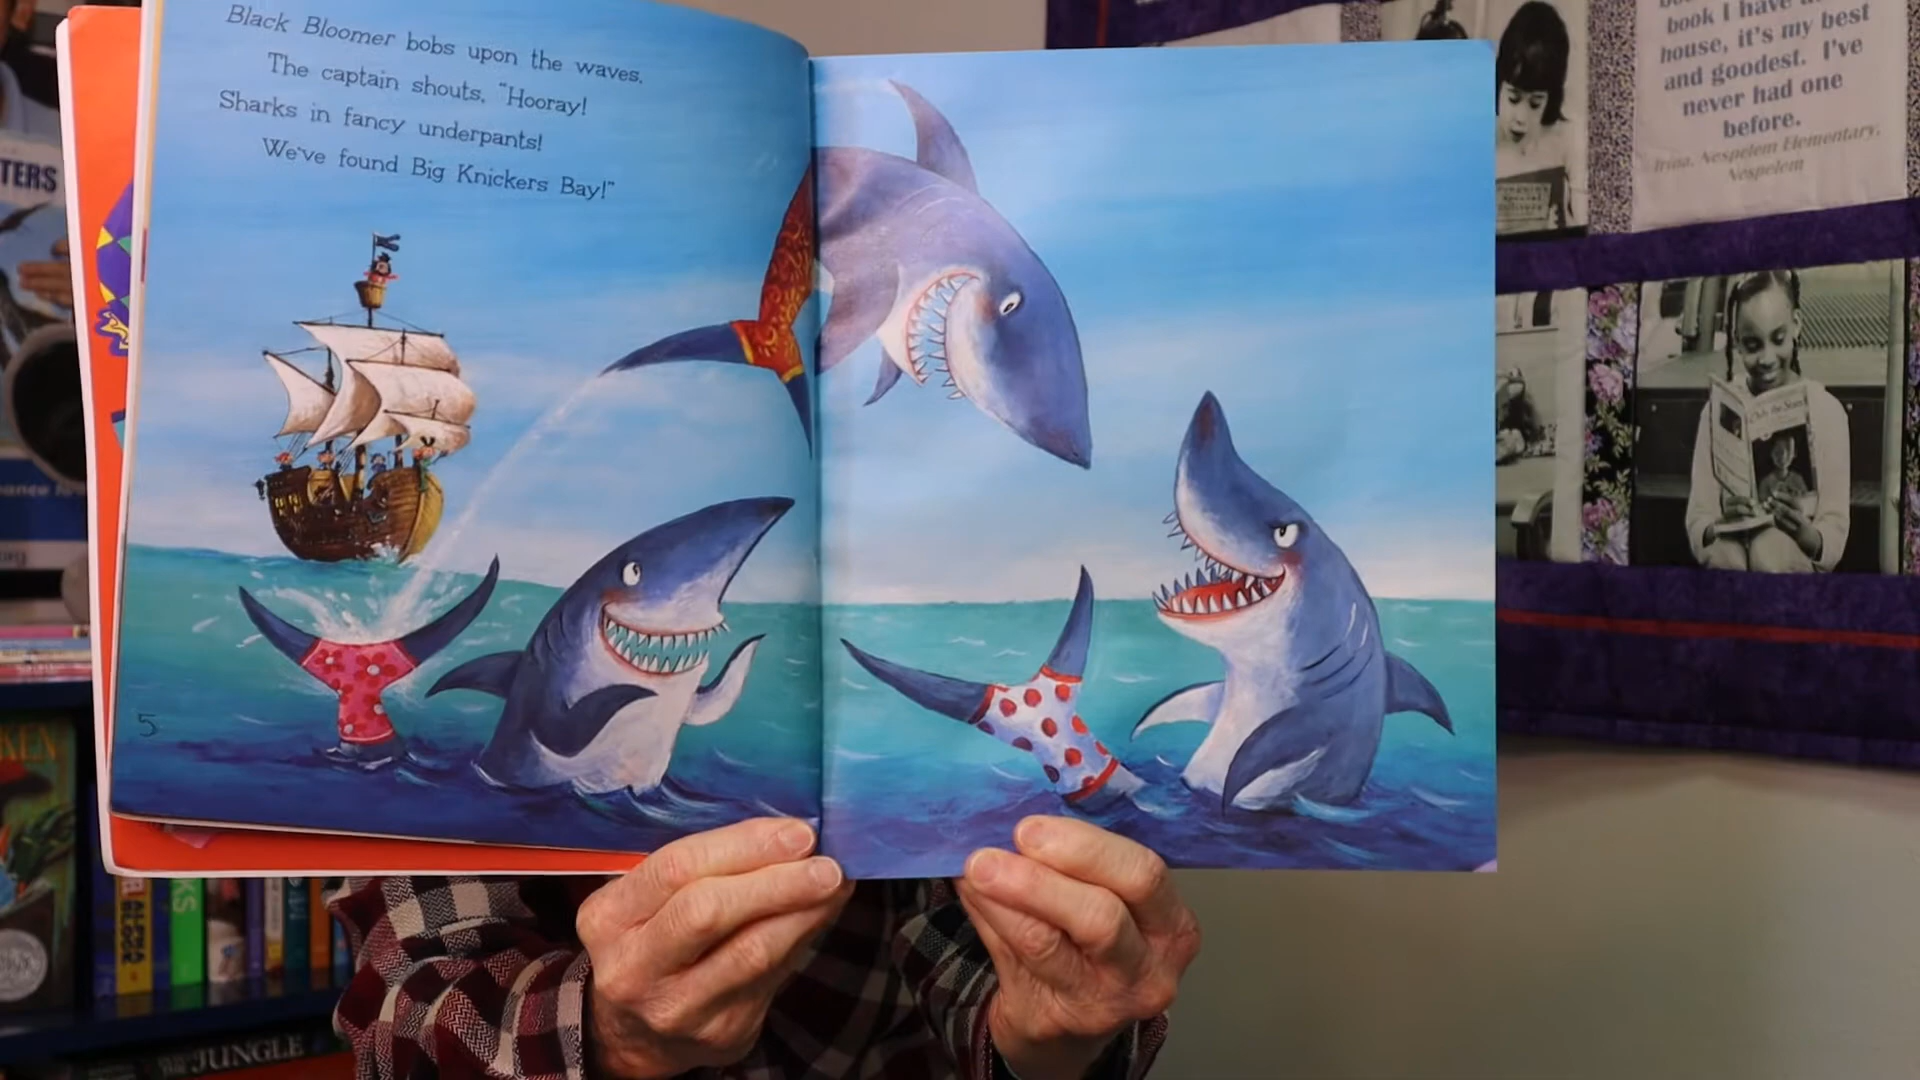 Black Bloomer bobs upon the waves.
The captain shouts, "Hooray!
Sharks in fancy underpants!
We've found Big Knickers Bay!"
5
book I have
house, it's my best
and goodest. I've
never had one
before.
Irina, Nespelem Elementary,
Nespelem
TERS
KEN
JUNGLE